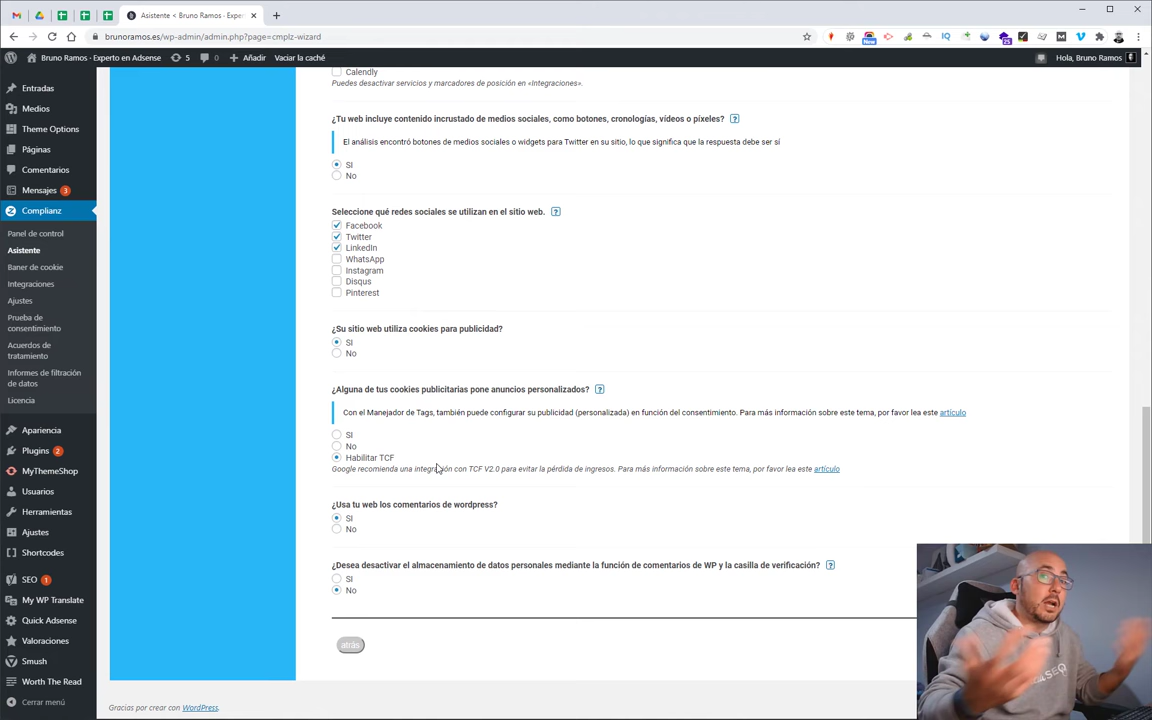 Asistente < Bruno Ramos - Expert
brunoramos.es/wp-admin/admin.php?page=cmplz-wizard
Bruno Ramos – Experto en Adsense 5 0 Añadir Vaciar la caché Hola, Bruno Ramos
Entradas
Medios
Theme Options
Páginas
Comentarios
Mensajes 3
Complianz
Panel de control
Asistente
Baner de cookie
Integraciones
Ajustes
Prueba de
consentimiento
Acuerdos de
tratamiento
Informes de filtración
de datos
Licencia
Apariencia
Plugins 2
MyThemeShop
Usuarios
Herramientas
Ajustes
Shortcodes
SEO 1
My WP Translate
Quick Adsense
Valoraciones
Smush
Worth The Read
Cerrar menú
Calendly
Puedes desactivar servicios y marcadores de posición en «Integraciones».
¿Tu web incluye contenido incrustado de medios sociales, como botones, cronologías, vídeos o píxeles? ?
El análisis encontró botones de medios sociales o widgets para Twitter en su sitio, lo que significa que la respuesta debe ser sí
SI
No
Seleccione qué redes sociales se utilizan en el sitio web. ?
Facebook
Twitter
LinkedIn
WhatsApp
Instagram
Disqus
Pinterest
¿Su sitio web utiliza cookies para publicidad?
SI
No
¿Alguna de tus cookies publicitarias pone anuncios personalizados? ?
Con el Manejador de Tags, también puede configurar su publicidad (personalizada) en función del consentimiento. Para más información sobre este tema, por favor lea este artículo
SI
No
Habilitar TCF
Google recomienda una integración con TCF V2.0 para evitar la pérdida de ingresos. Para más información sobre este tema, por favor lea este artículo
¿Usa tu web los comentarios de wordpress?
SI
No
¿Desea desactivar el almacenamiento de datos personales mediante la función de comentarios de WP y la casilla de verificación? ?
SI
No
atrás
Gracias por crear con WordPress.